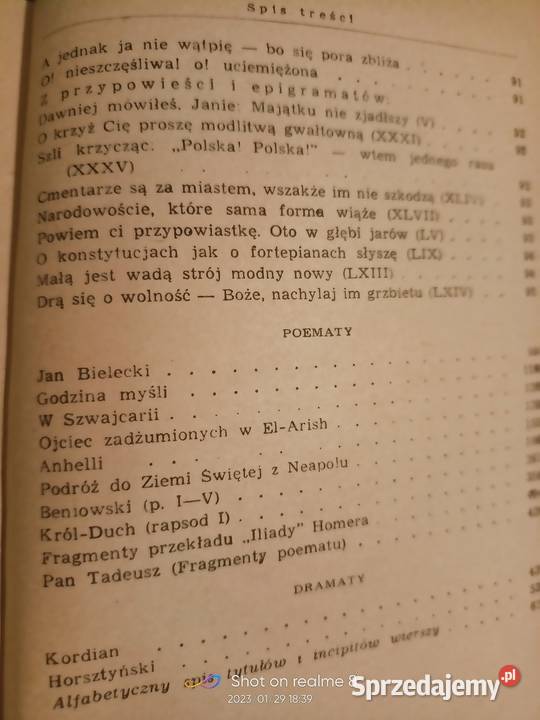 Spis treści
A jednak ja nie wątpię — bo się pora zbliża . . 91
O! nieszczęśliwa! o! uciemiężona . . . . 91
Z przypowieści i epigramatów:
Dawniej mówiłeś. Janie: Majątku nie zjadłszy (V) . . .
O krzyż Cię proszę modlitwą gwałtowną (XXXI) . . .
Szli krzycząc. „Polska! Polska!" — wtem jednego razu
(XXXV) . . . .
Cmentarze są za miastem, wszakże im nie szkodzą (XLIV)
Narodowoście, które sama forma wiąże (XLVII) . . .
Powiem ci przypowiastkę. Oto w głębi jarów (LV) . . .
O konstytucjach jak o fortepianach słyszę (LIX) . . .
Małą jest wadą strój modny nowy (LXIII) . . .
Drą się o wolność — Boże, nachylaj im grzbietu (LXIV) . .
POEMATY
Jan Bielecki . . . .
Godzina myśli . . . .
W Szwajcarii . . . .
Ojciec zadżumionych w El-Arish . . . .
Anhelli . . . .
Podróż do Ziemi Świętej z Neapolu . . . .
Beniowski (p. I—V) . . . .
Król-Duch (rapsod I) . . . .
Fragmenty przekładu „Iliady" Homera . . . .
Pan Tadeusz (Fragmenty poematu) . . . .
DRAMATY
Kordian . . . .
Horsztyński . . . .
Alfabetyczny spis tytułów i incipitów wierszy . . .
Shot on realme 8
2023.01.29 18:39
Sprzedajemy.pl